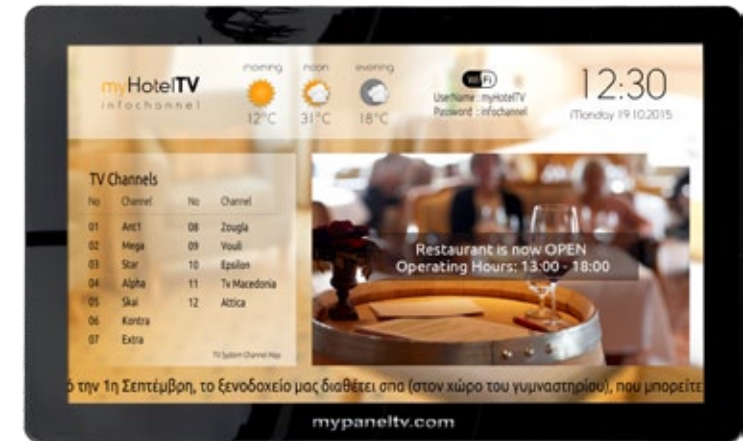 myHotelTV
infochannel
morning noon evening
12°C 31°C 18°C
WiFi
UserName : myHotelTV
Password : infochannel
12:30
Monday 19.10.2015
TV Channels
No Channel No Channel
01 Ant1 08 Zougla
02 Mega 09 Vouli
03 Star 10 Epsilon
04 Alpha 11 Tv Macedonia
05 Skai 12 Attica
06 Kontra
07 Extra
TV System Channel Map
Restaurant is now OPEN
Operating Hours: 13:00 - 18:00
ό την 1η Σεπτέμβρη, το ξενοδοχείο μας διαθέτει σπα (στον χώρο του γυμναστηρίου), που μπορείτε
mypaneltv.com